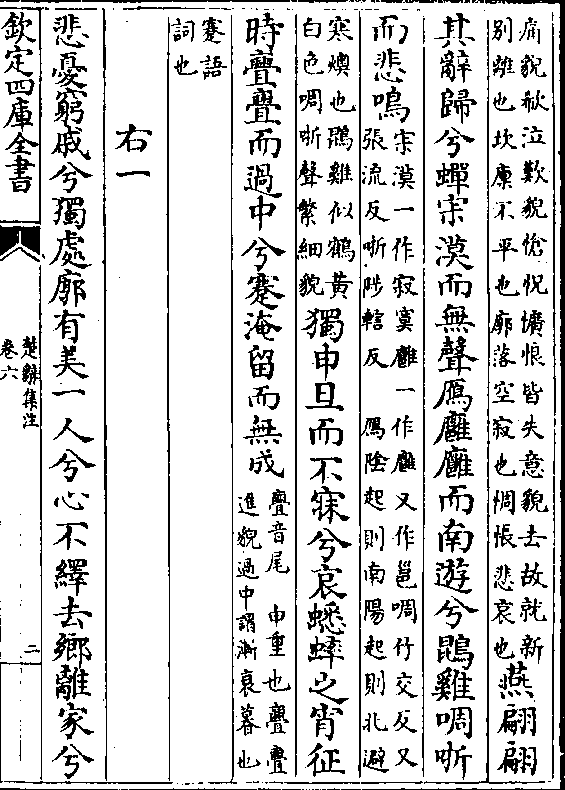 痛貌欷泣歎貌愴怳懭悢皆失意貌去故就新
別離也坎廩不平也廓落空寂也惆悵悲哀也
燕翩翩
其辭歸兮蟬宋漠而無聲鴈廱廱而南遊兮鵾雞啁哳
而悲鳴
宋漠一作寂寞廱一作雝又作邕啁竹交反又
張流反哳陟轄反 鴈陰起則南陽起則北避
寒燠也鵾雞似鶴黃
白色啁哳聲繁細貌
獨申旦而不寐兮哀蟋蟀之宵征
時亹亹而過中兮蹇淹留而無成
亹音尾 申重也亹亹
進貌過中謂漸衰暮也
蹇語
詞也
右一
悲憂窮戚兮獨處廓有美一人兮心不繹去鄉離家兮
欽定四庫全書
楚辭集注
卷六
二